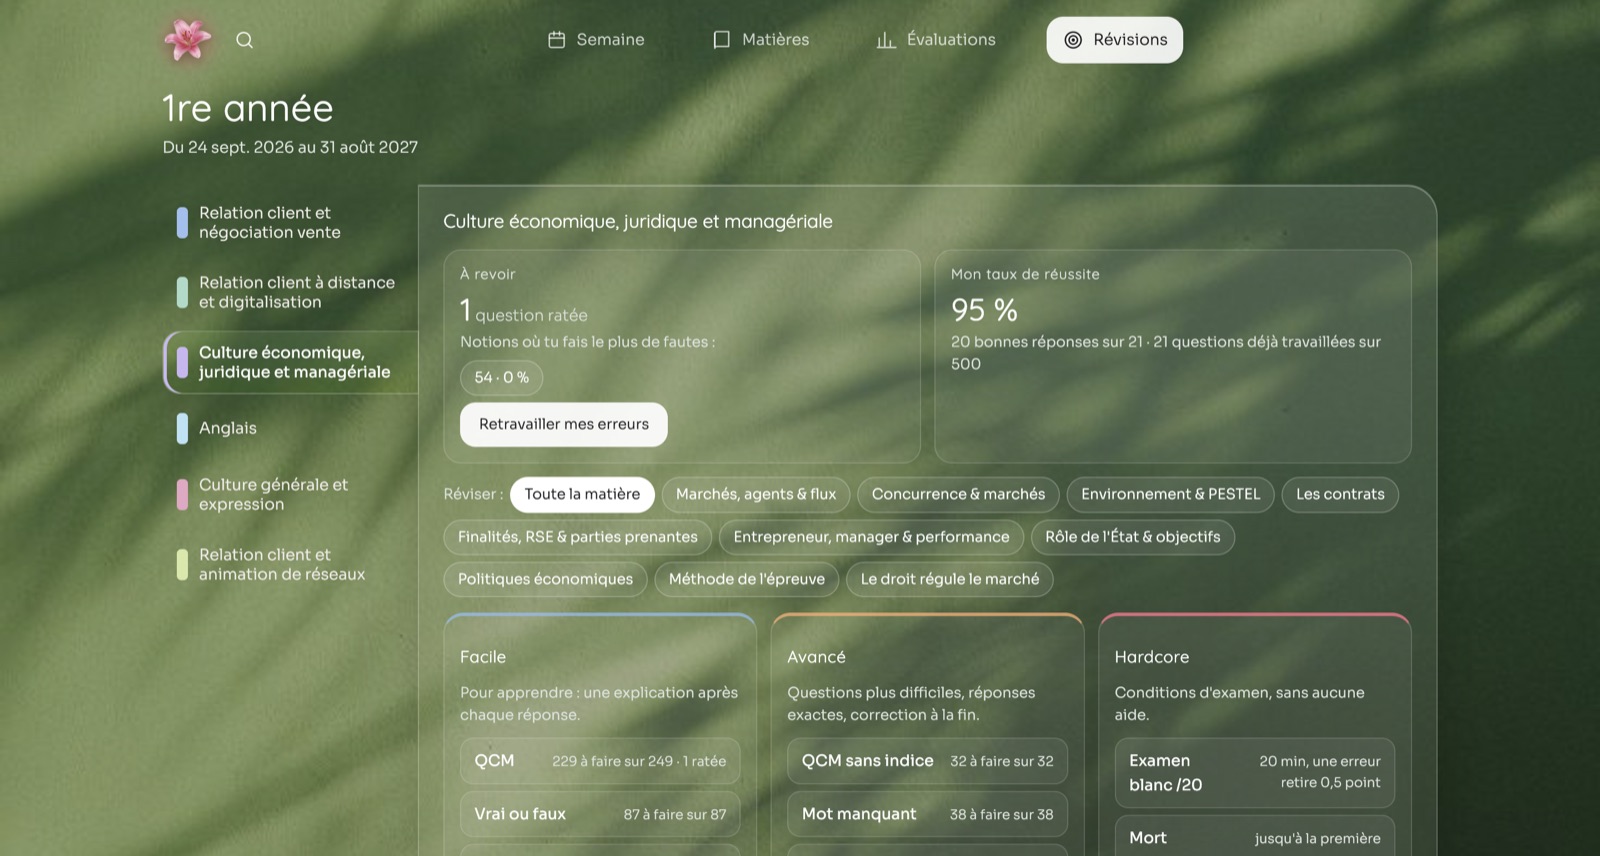 Semaine
Matières
Évaluations
Révisions
1re année
Du 24 sept. 2026 au 31 août 2027
Relation client et
négociation vente
Relation client à distance
et digitalisation
Culture économique,
juridique et managériale
Anglais
Culture générale et
expression
Relation client et
animation de réseaux
Culture économique, juridique et managériale
À revoir
1 question ratée
Notions où tu fais le plus de fautes :
54 · 0 %
Retravailler mes erreurs
Mon taux de réussite
95 %
20 bonnes réponses sur 21 · 21 questions déjà travaillées sur
500
Réviser : Toute la matière Marchés, agents & flux Concurrence & marchés Environnement & PESTEL Les contrats
Finalités, RSE & parties prenantes Entrepreneur, manager & performance Rôle de l'État & objectifs
Politiques économiques Méthode de l'épreuve Le droit régule le marché
Facile
Pour apprendre : une explication après
chaque réponse.
QCM 229 à faire sur 249 · 1 ratée
Vrai ou faux 87 à faire sur 87
Avancé
Questions plus difficiles, réponses
exactes, correction à la fin.
QCM sans indice 32 à faire sur 32
Mot manquant 38 à faire sur 38
Hardcore
Conditions d'examen, sans aucune
aide.
Examen
blanc /20
20 min, une erreur
retire 0,5 point
Mort jusqu'à la première